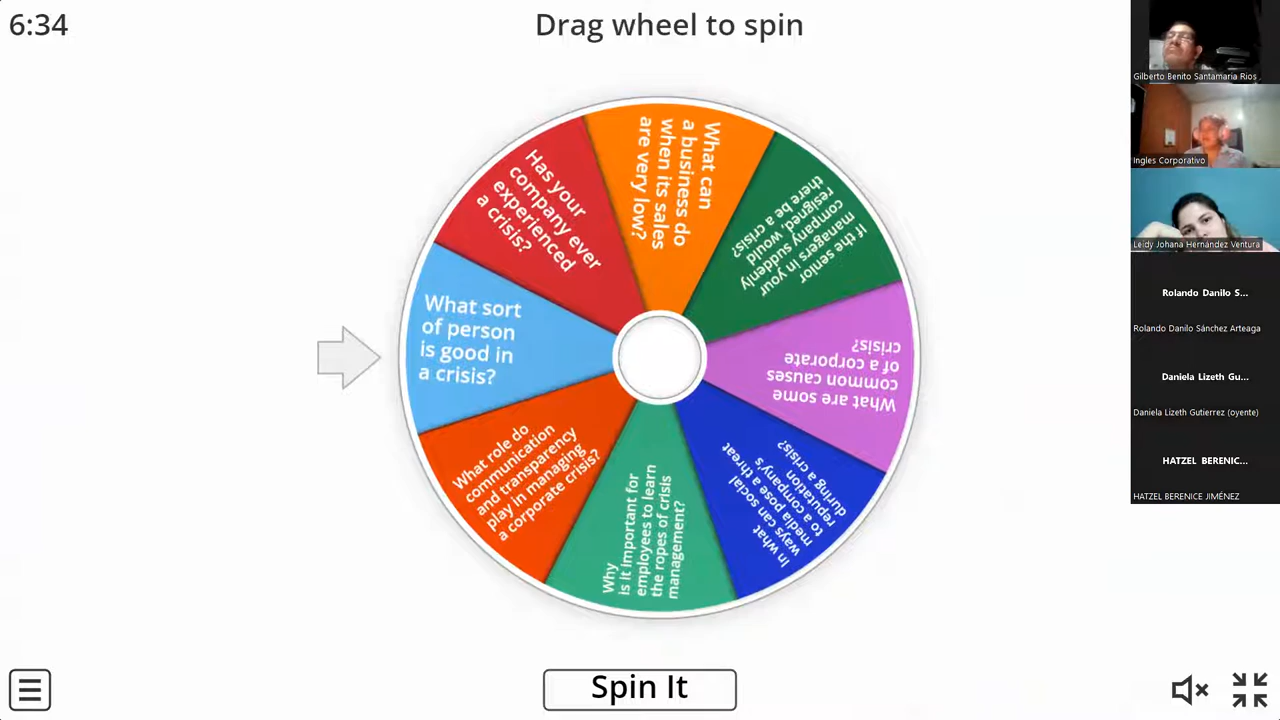 6:34
Drag wheel to spin
What can
a business do
when its sales
are very low?
If the senior
managers in your
company suddenly
resigned, would
there be a crisis?
What are some
common causes
of a corporate
crisis?
In what
ways can social
media pose a threat
to a company's
reputation
during a crisis?
Why
is it important for
employees to learn
the ropes of crisis
management?
What role do
communication
and transparency
play in managing
a corporate crisis?
What sort
of person
is good in
a crisis?
Has your
company ever
experienced
a crisis?
Spin It
Gilberto Benito Santamaria Rios
Ingles Corporativo
Leidy Johana Hernández Ventura
Rolando Danilo S...
Rolando Danilo Sánchez Arteaga
Daniela Lizeth Gu...
Daniela Lizeth Gutierrez (oyente)
HATZEL BERENIC...
HATZEL BERENICE JIMÉNEZ